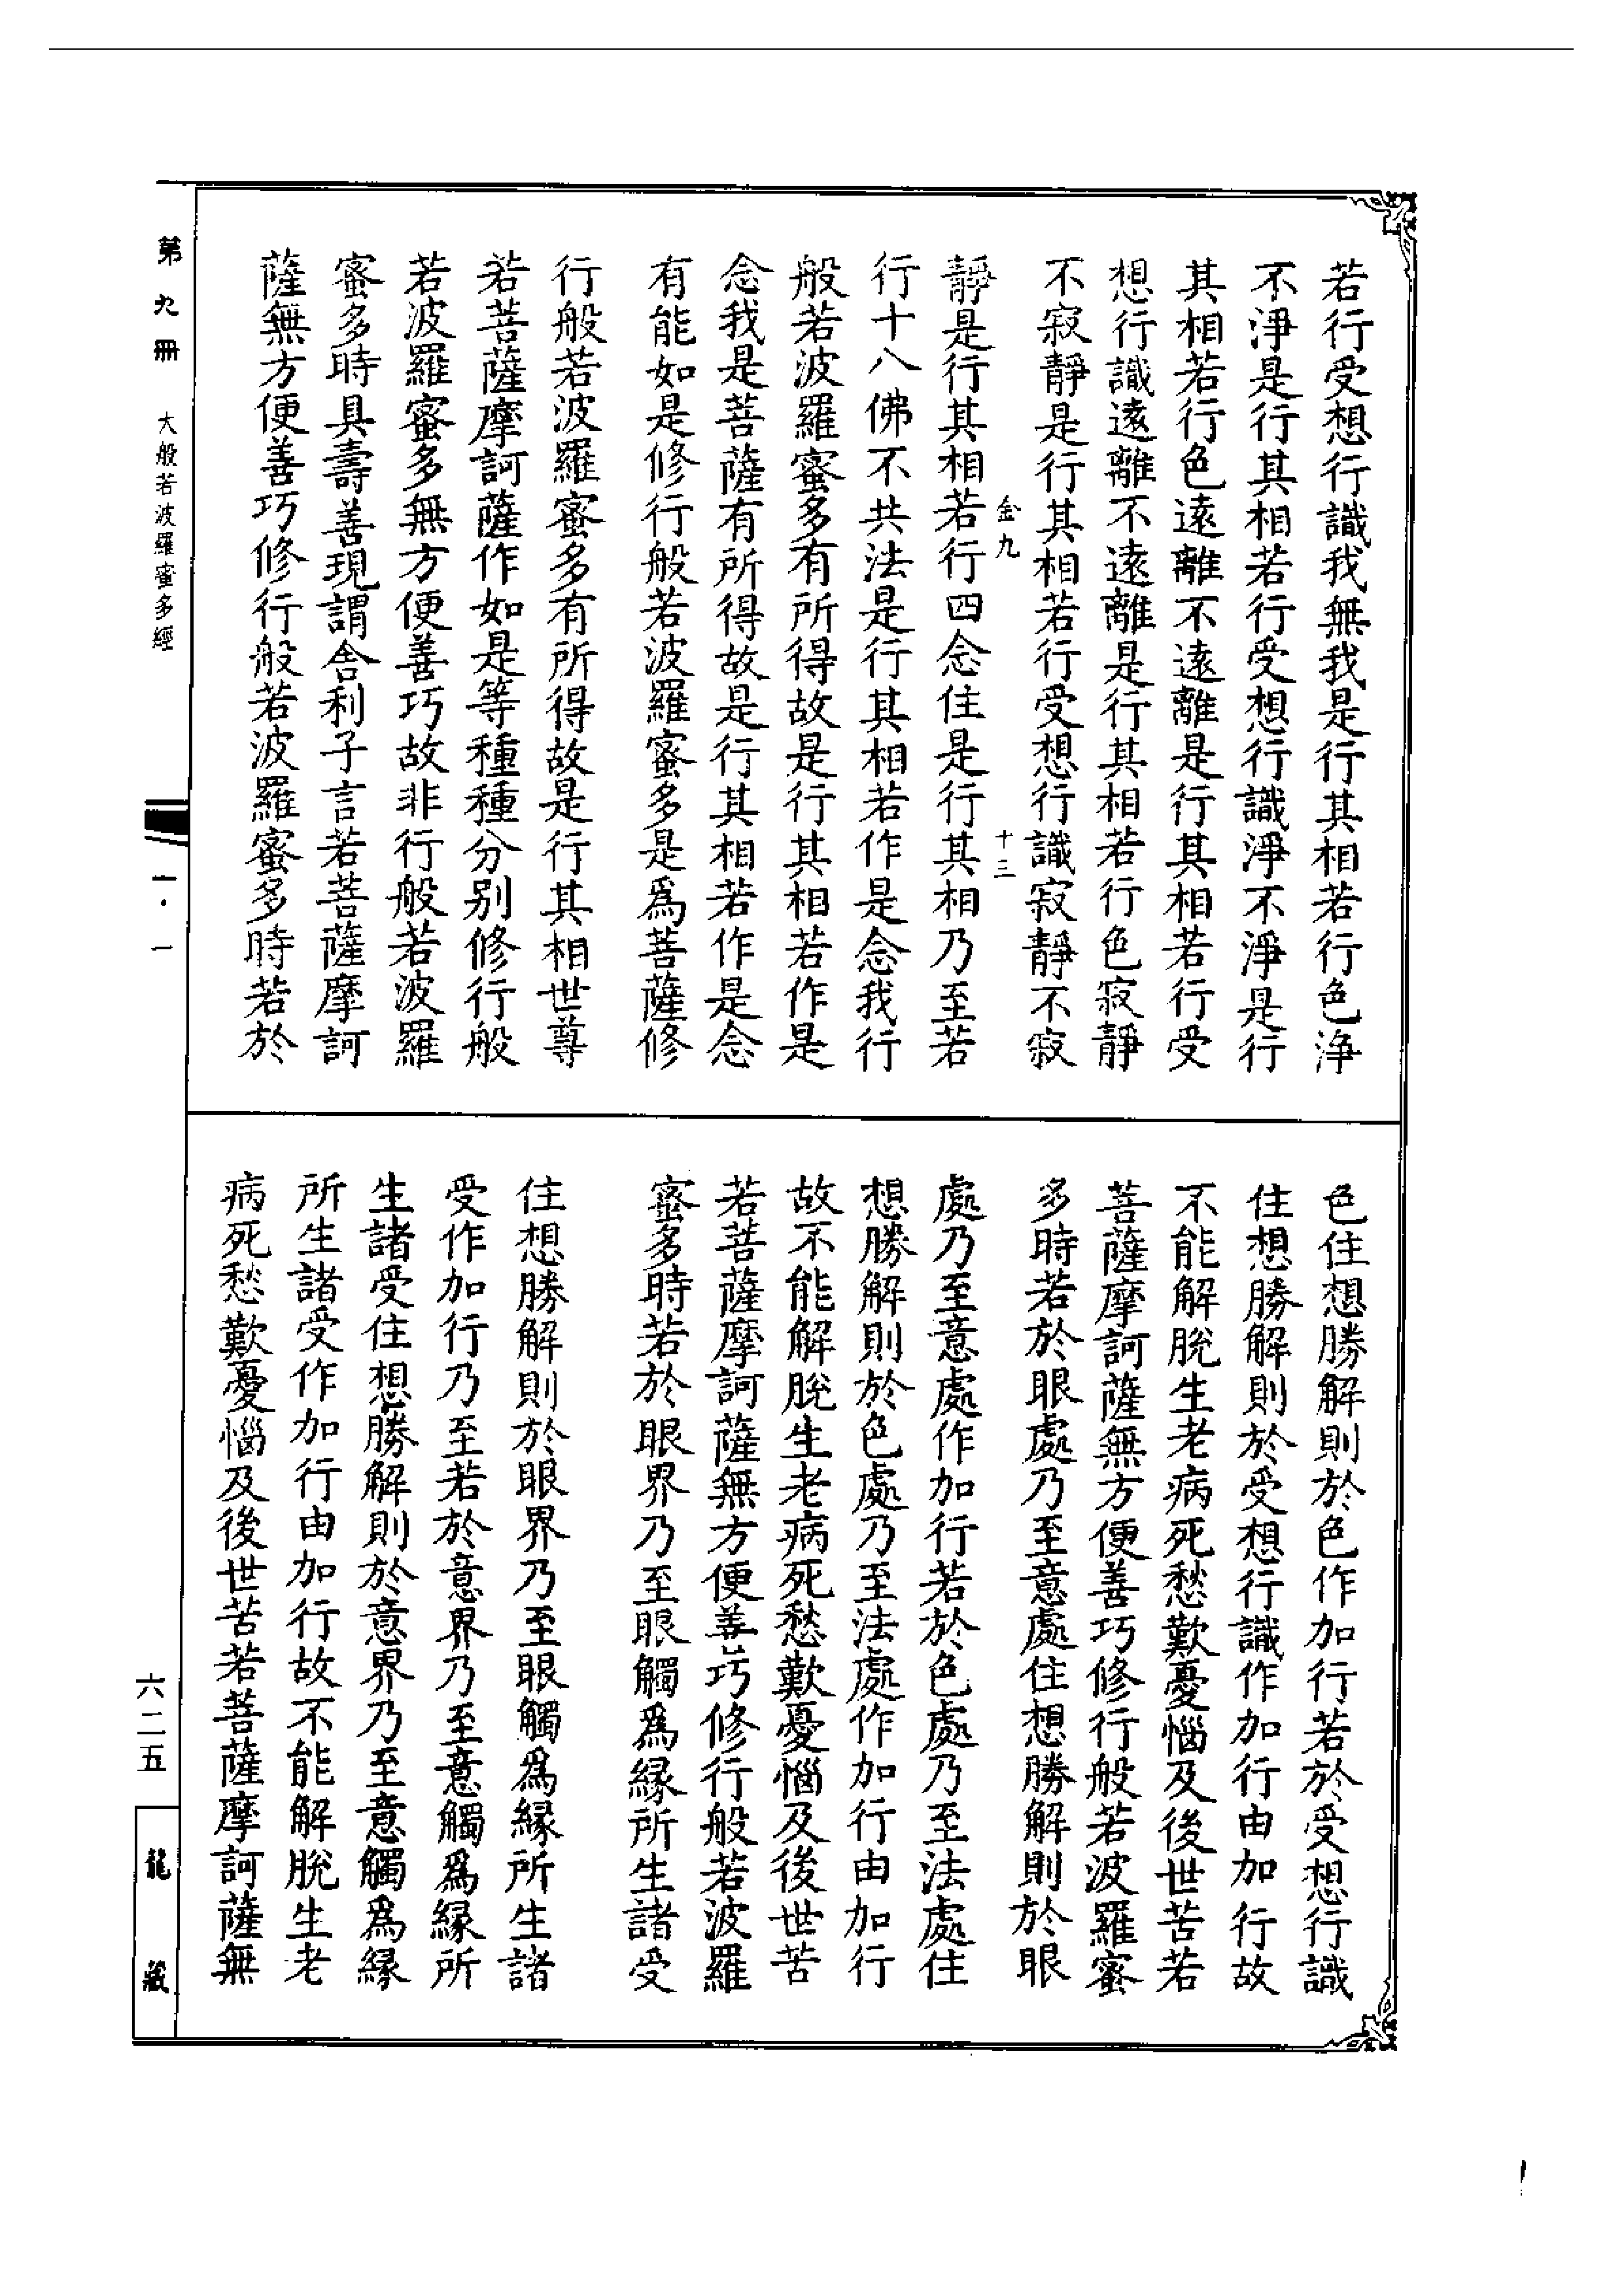 若行受想行識我無我是行其相若行色淨
不淨是行其相若行受想行識淨不淨是行
其相若行色遠離不遠離是行其相若行受
想行識遠離不遠離是行其相若行色寂靜
不寂靜是行其相若行受想行識寂靜不寂
金九 十三
靜是行其相若行四念住是行其相乃至若
行十八佛不共法是行其相若作是念我行
般若波羅蜜多有所得故是行其相若作是
念我是菩薩有所得故是行其相若作是念
有能如是修行般若波羅蜜多是為菩薩修
行般若波羅蜜多有所得故是行其相世尊
若菩薩摩訶薩作如是等種種分別修行般
若波羅蜜多無方便善巧故非行般若波羅
蜜多時具壽善現謂舍利子言若菩薩摩訶
薩無方便善巧修行般若波羅蜜多時若於
色住想勝解則於色作加行若於受想行識
住想勝解則於受想行識作加行由加行故
不能解脫生老病死愁歎憂惱及後世苦若
菩薩摩訶薩無方便善巧修行般若波羅蜜
多時若於眼處乃至意處住想勝解則於眼
處乃至意處作加行若於色處乃至法處住
想勝解則於色處乃至法處作加行由加行
故不能解脫生老病死愁歎憂惱及後世苦
若菩薩摩訶薩無方便善巧修行般若波羅
蜜多時若於眼界乃至眼觸為緣所生諸受
住想勝解則於眼界乃至眼觸為緣所生諸
受作加行乃至若於意界乃至意觸為緣所
生諸受住想勝解則於意界乃至意觸為緣
所生諸受作加行由加行故不能解脫生老
病死愁歎憂惱及後世苦若菩薩摩訶薩無
第九冊 大般若波羅蜜多經 一·一 六二五 龍藏